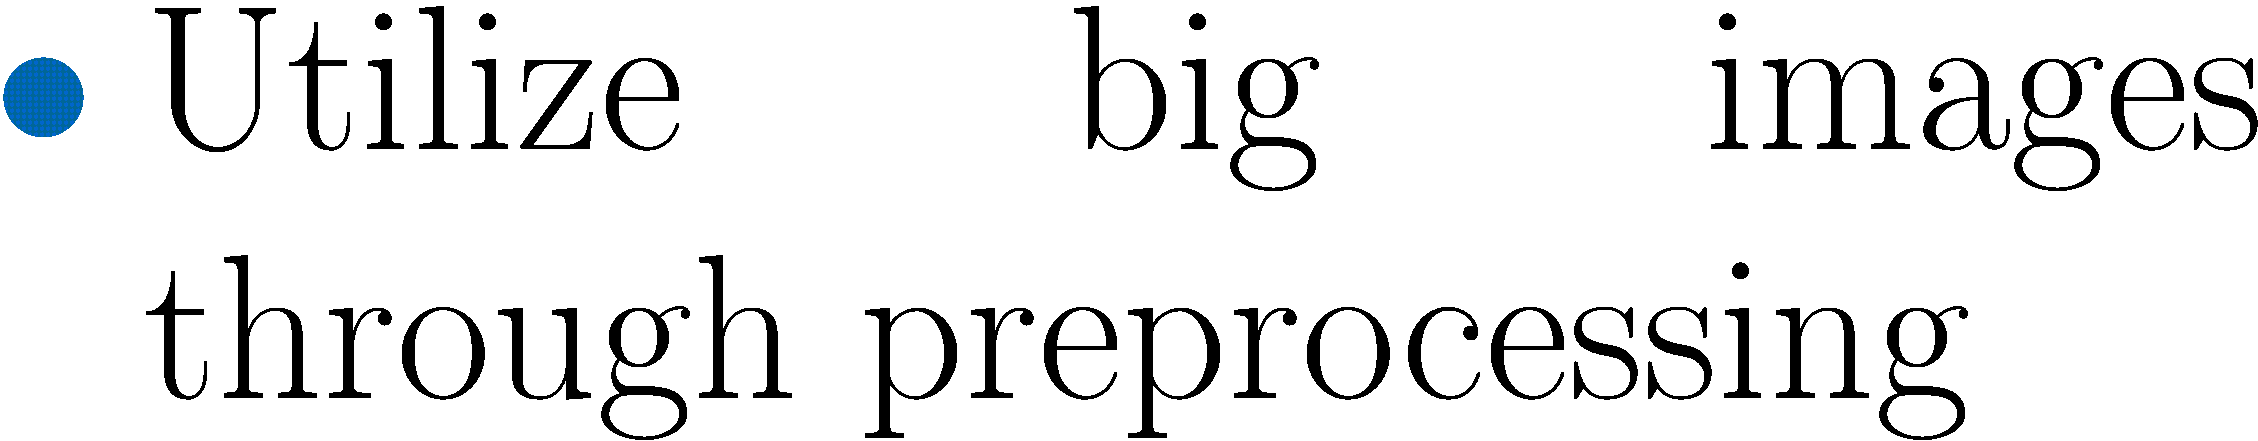 Utilize big images
through preprocessing